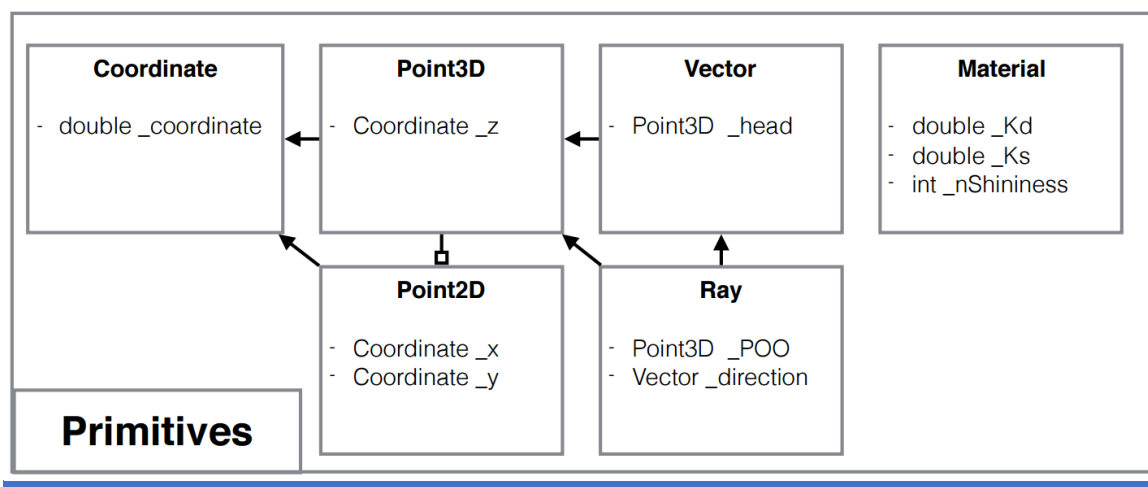 Coordinate
- double _coordinate
Point3D
- Coordinate _z
Vector
- Point3D _head
Material
- double _Kd
- double _Ks
- int _nShininess
Point2D
- Coordinate _x
- Coordinate _y
Ray
- Point3D _POO
- Vector _direction
Primitives